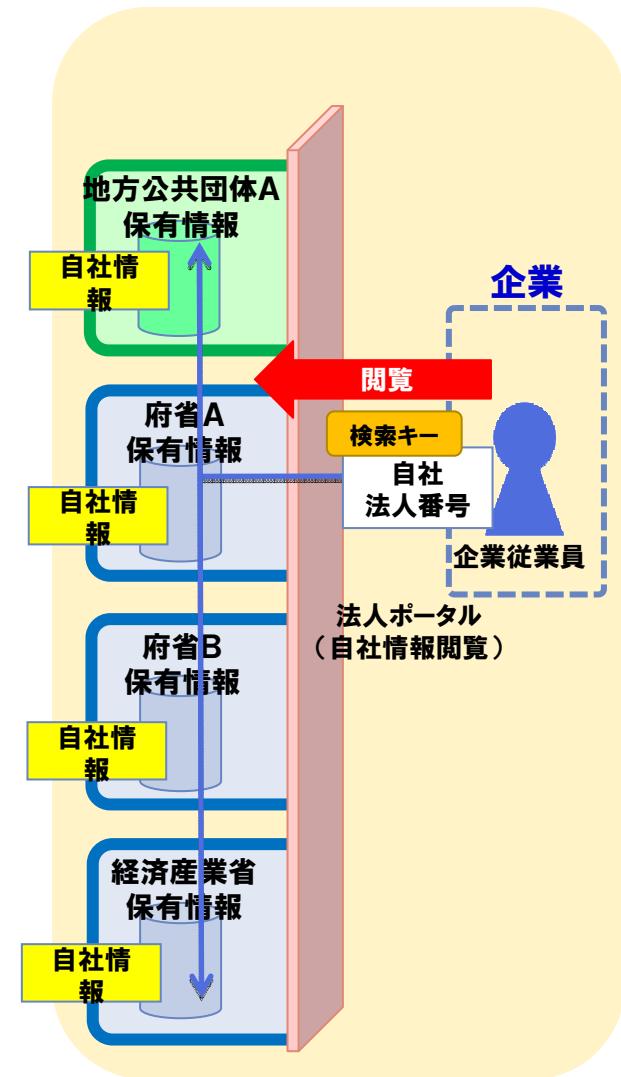 地方公共団体A
保有情報
自社情
報
企業
閲覧
府省A
保有情報
検索キー
自社
法人番号
自社情
報
企業従業員
法人ポータル
（自社情報閲覧）
府省B
保有情報
自社情
報
経済産業省
保有情報
自社情
報